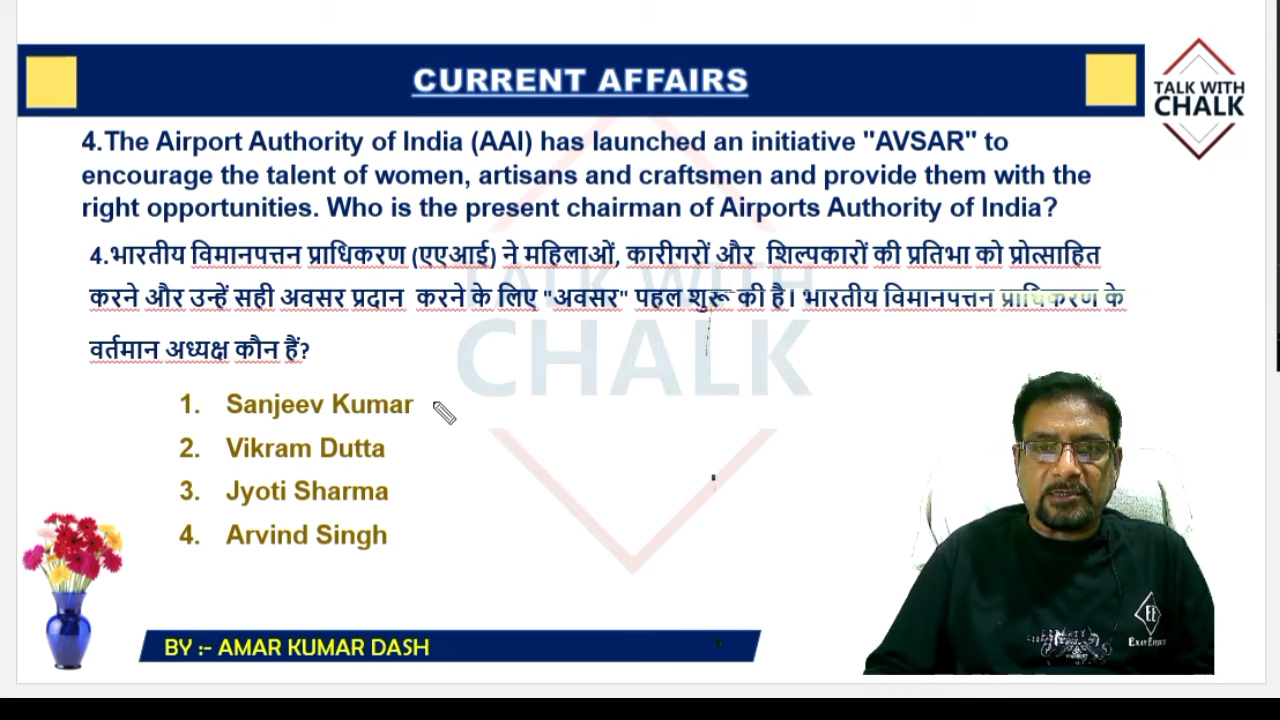 CURRENT AFFAIRS
TALK WITH
CHALK
4.The Airport Authority of India (AAI) has launched an initiative "AVSAR" to
encourage the talent of women, artisans and craftsmen and provide them with the
right opportunities. Who is the present chairman of Airports Authority of India?
4.भारतीय विमानपत्तन प्राधिकरण (एएआई) ने महिलाओं, कारीगरों और शिल्पकारों की प्रतिभा को प्रोत्साहित
करने और उन्हें सही अवसर प्रदान करने के लिए "अवसर" पहल शुरू की है। भारतीय विमानपत्तन प्राधिकरण के
वर्तमान अध्यक्ष कौन हैं?
TALK WITH
CHALK
1. Sanjeev Kumar
2. Vikram Dutta
3. Jyoti Sharma
4. Arvind Singh
BY :- AMAR KUMAR DASH
EE